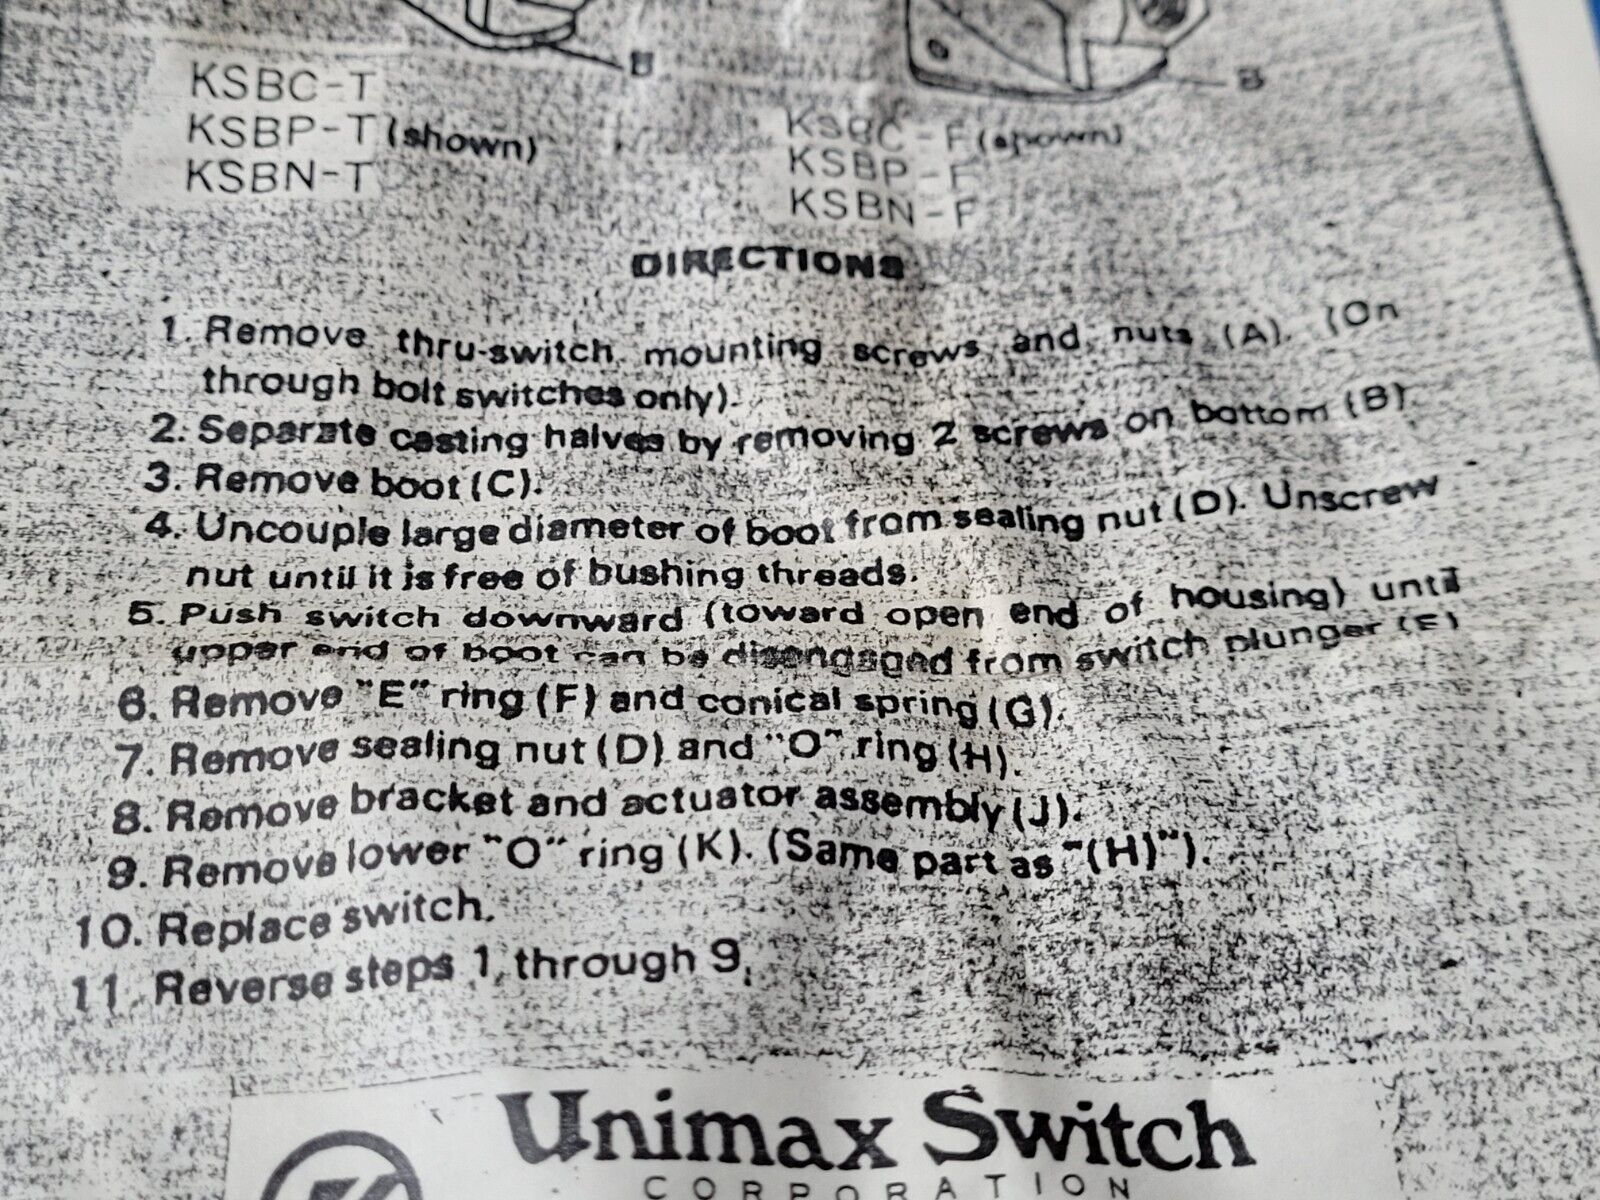 B
B
KSBC-T
KSBP-T (shown)
KSBN-T
KSBC-F (shown)
KSBP-F
KSBN-F
DIRECTIONS
1. Remove thru-switch mounting screws and nuts (A). (On
through bolt switches only).
2. Separate casting halves by removing 2 screws on bottom (B).
3. Remove boot (C).
4. Uncouple large diameter of boot from sealing nut (D). Unscrew
nut until it is free of bushing threads.
5. Push switch downward (toward open end of housing) until
upper end of boot can be disengaged from switch plunger (E)
6. Remove "E" ring (F) and conical spring (G).
7. Remove sealing nut (D) and "O" ring (H).
8. Remove bracket and actuator assembly (J).
9. Remove lower "O" ring (K). (Same part as "(H)").
10. Replace switch.
11. Reverse steps 1 through 9.
Unimax Switch
CORPORATION